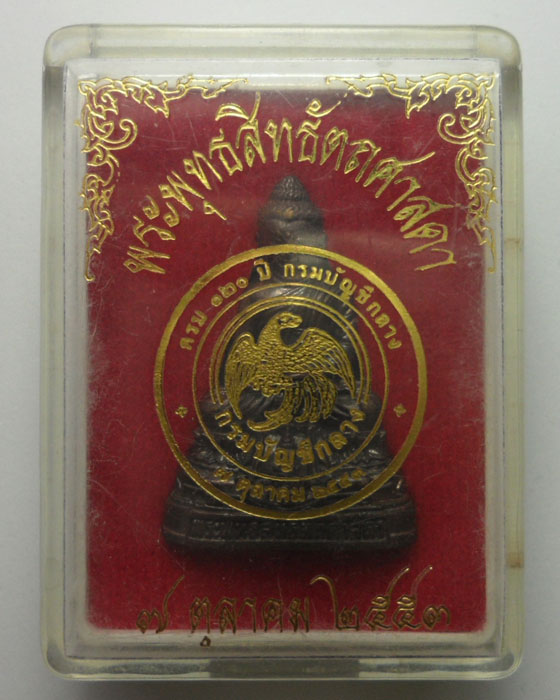 พระพุทธสิทธัตถศาสดา
ครบ ๑๒๐ ปี กรมบัญชีกลาง
กรมบัญชีกลาง
๗ ตุลาคม ๒๕๕๓
๗ ตุลาคม ๒๕๕๓